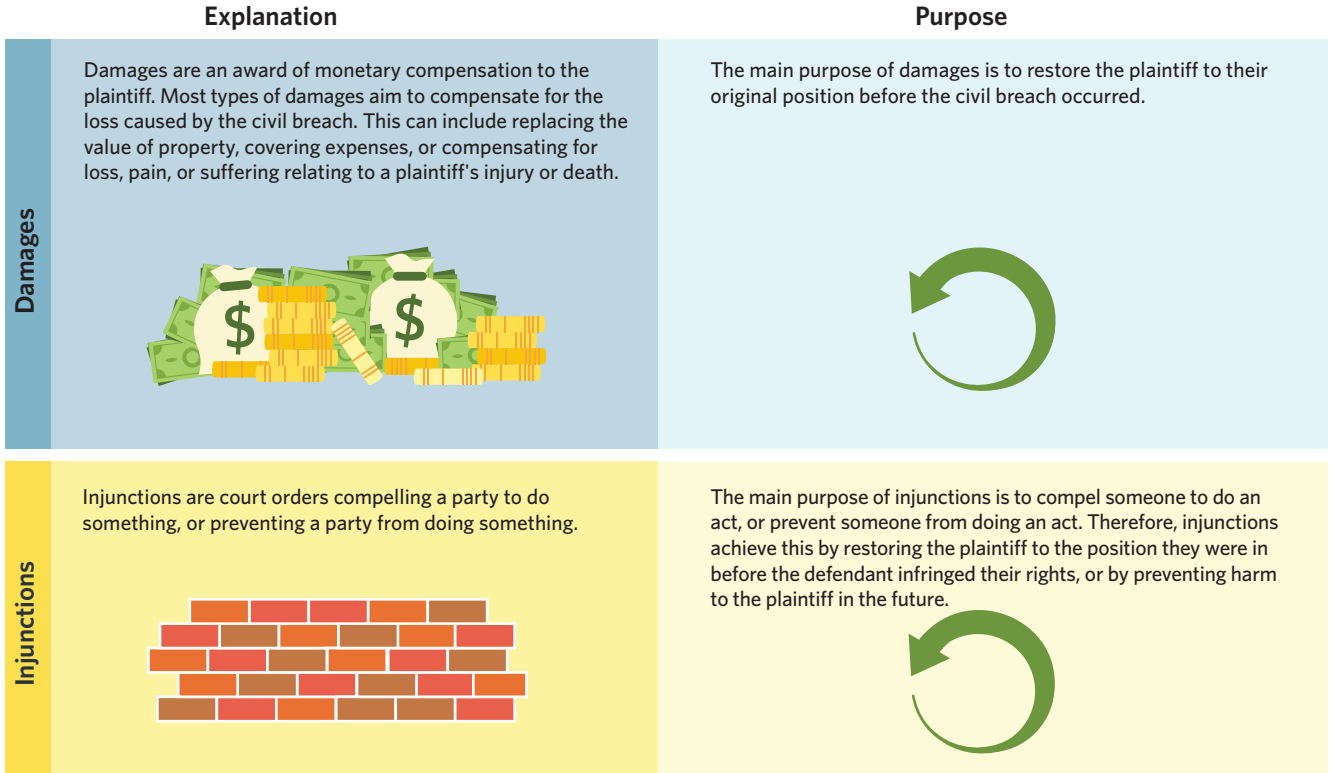 Explanation
Purpose
Damages
Damages are an award of monetary compensation to the
plaintiff. Most types of damages aim to compensate for the
loss caused by the civil breach. This can include replacing the
value of property, covering expenses, or compensating for
loss, pain, or suffering relating to a plaintiff's injury or death.
$
$
The main purpose of damages is to restore the plaintiff to their
original position before the civil breach occurred.
Injunctions
Injunctions are court orders compelling a party to do
something, or preventing a party from doing something.
The main purpose of injunctions is to compel someone to do an
act, or prevent someone from doing an act. Therefore, injunctions
achieve this by restoring the plaintiff to the position they were in
before the defendant infringed their rights, or by preventing harm
to the plaintiff in the future.